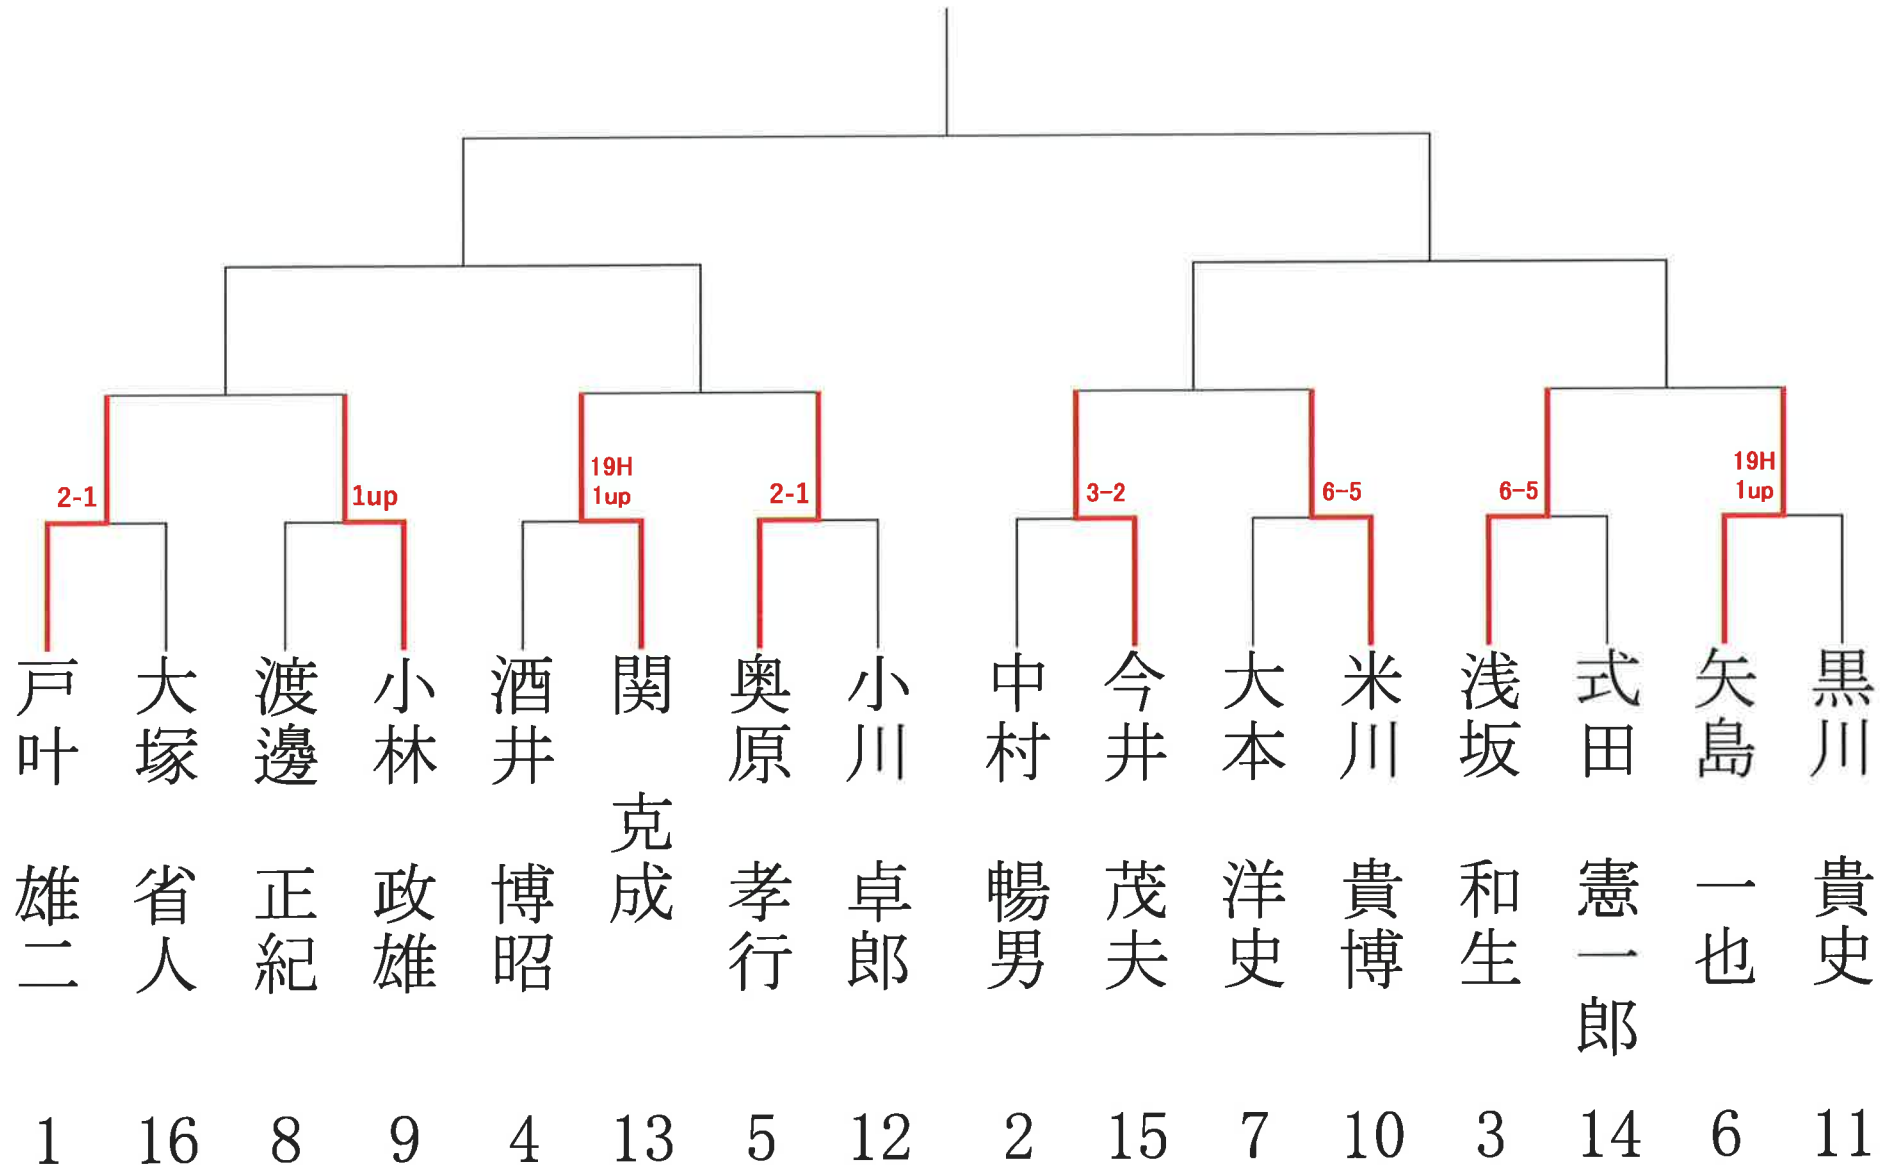 2-1
1up
19H
1up
2-1
3-2
6-5
6-5
19H
1up
戸叶 雄二
大塚 省人
渡邊 正紀
小林 政雄
酒井 博昭
関 克成
奥原 孝行
小川 卓郎
中村 暢男
今井 茂夫
大本 洋史
米川 貴博
浅坂 和生
式田 憲一郎
矢島 一也
黒川 貴史
1 16 8 9 4 13 5 12 2 15 7 10 3 14 6 11